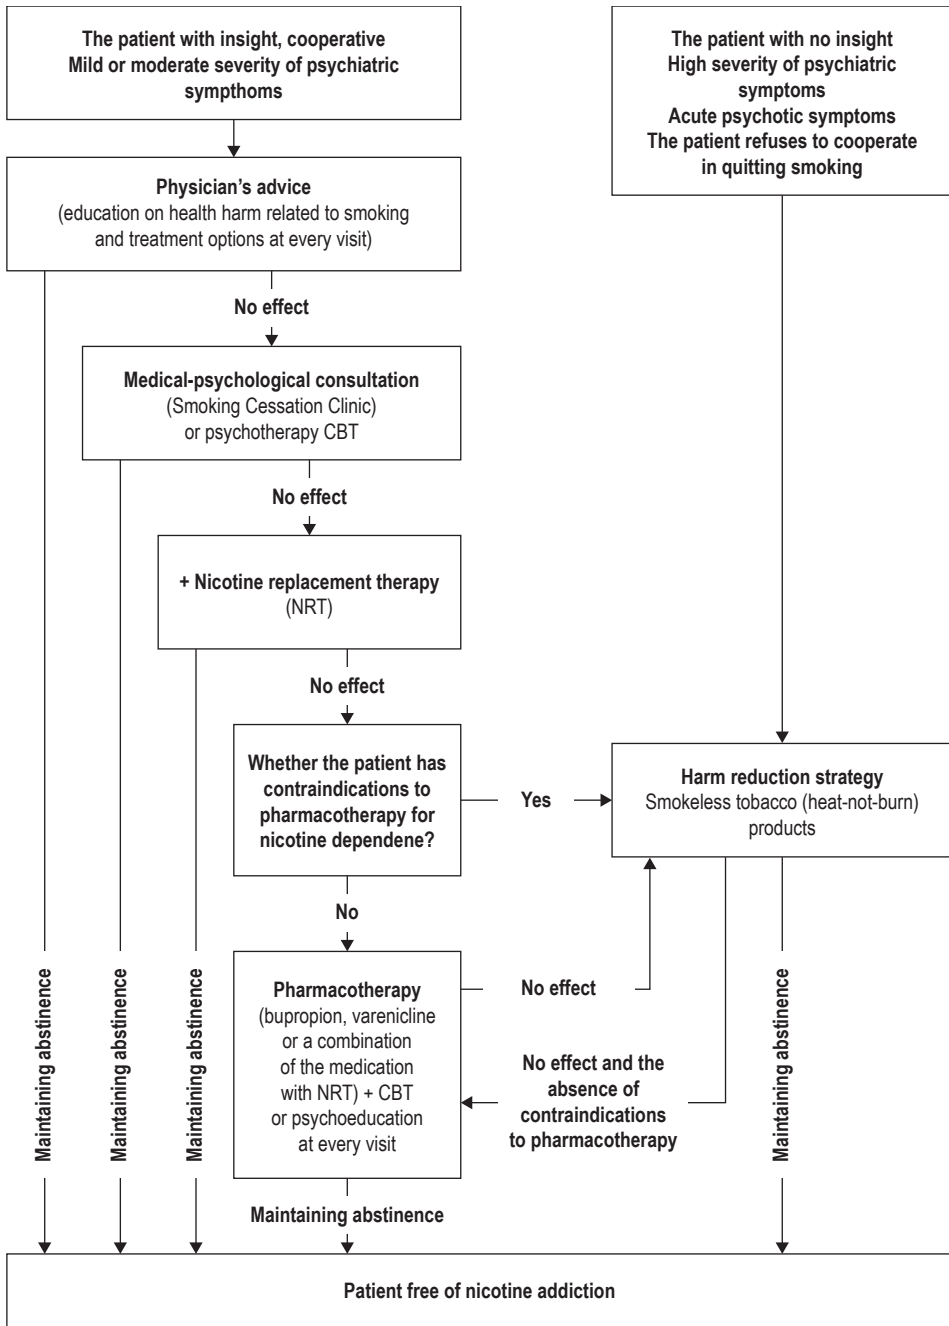 The patient with insight, cooperative
Mild or moderate severity of psychiatric
sympthoms
The patient with no insight
High severity of psychiatric
symptoms
Acute psychotic symptoms
The patient refuses to cooperate
in quitting smoking
Physician's advice
(education on health harm related to smoking
and treatment options at every visit)
No effect
Medical-psychological consultation
(Smoking Cessation Clinic)
or psychotherapy CBT
No effect
+ Nicotine replacement therapy
(NRT)
No effect
Whether the patient has
contraindications to
pharmacotherapy for
nicotine dependene?
Yes
Harm reduction strategy
Smokeless tobacco (heat-not-burn)
products
No
Pharmacotherapy
(bupropion, varenicline
or a combination
of the medication
with NRT) + CBT
or psychoeducation
at every visit
No effect
No effect and the
absence of
contraindications
to pharmacotherapy
Maintaining abstinence
Maintaining abstinence
Maintaining abstinence
Maintaining abstinence
Maintaining abstinence
Patient free of nicotine addiction